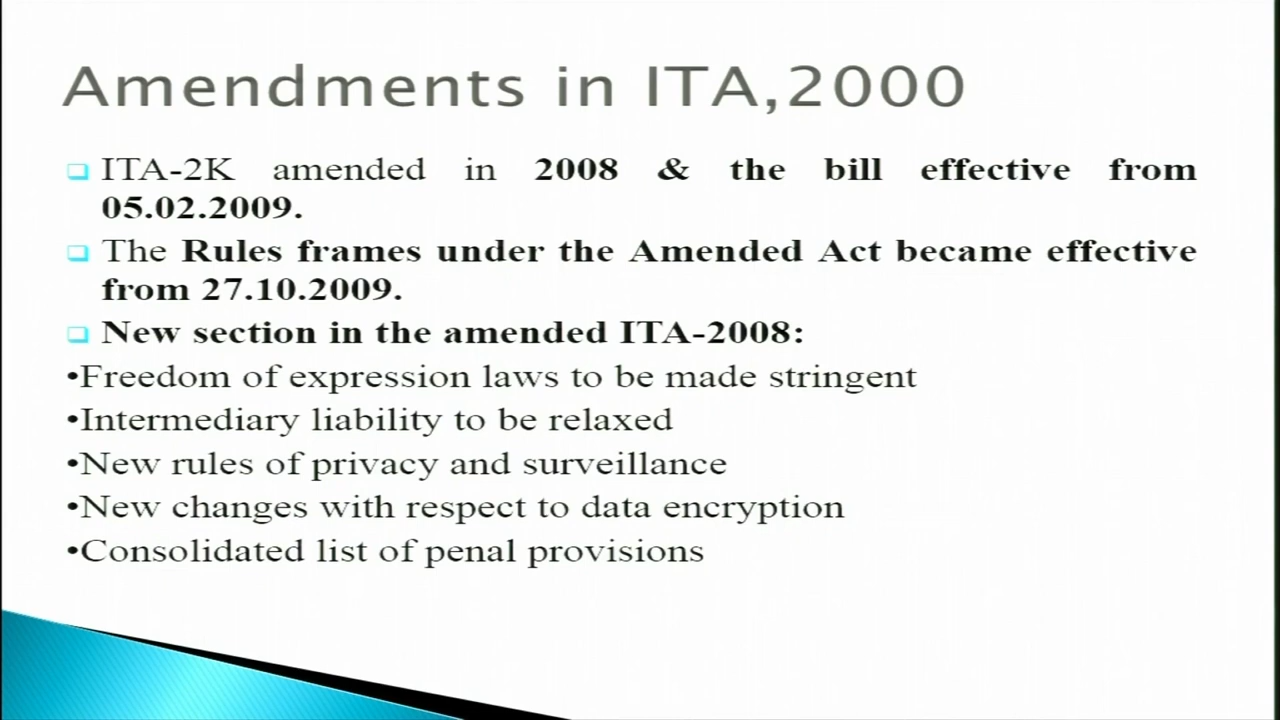 Amendments in ITA,2000
ITA-2K amended in 2008 & the bill effective from
05.02.2009.
The Rules frames under the Amended Act became effective
from 27.10.2009.
New section in the amended ITA-2008:
•Freedom of expression laws to be made stringent
•Intermediary liability to be relaxed
•New rules of privacy and surveillance
•New changes with respect to data encryption
•Consolidated list of penal provisions